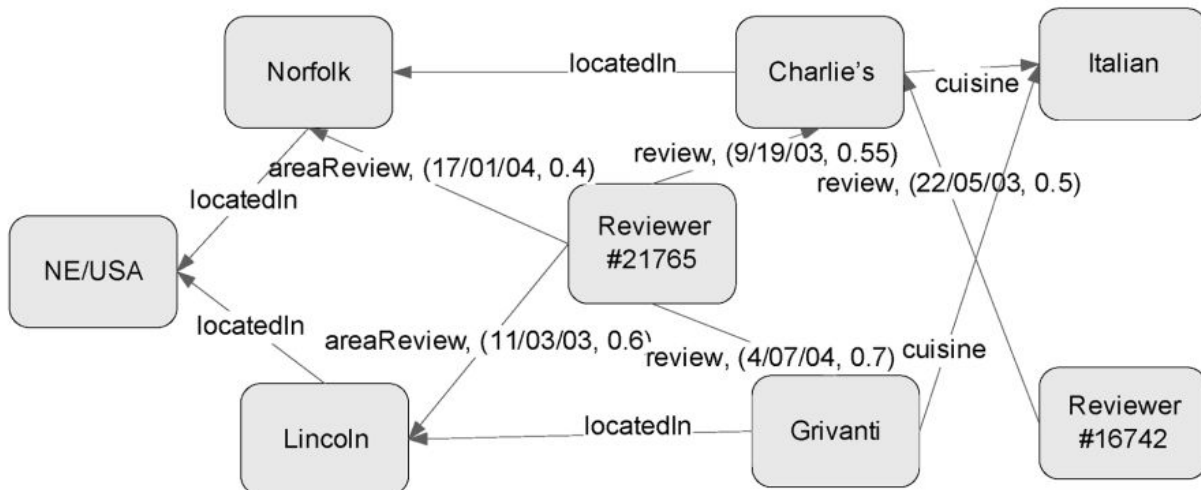 Norfolk
locatedIn
Charlie's
cuisine
Italian
areaReview, (17/01/04, 0.4)
review, (9/19/03, 0.55)
review, (22/05/03, 0.5)
locatedIn
Reviewer
#21765
NE/USA
locatedIn
areaReview, (11/03/03, 0.6)
review, (4/07/04, 0.7)
cuisine
Lincoln
locatedIn
Grivanti
Reviewer
#16742